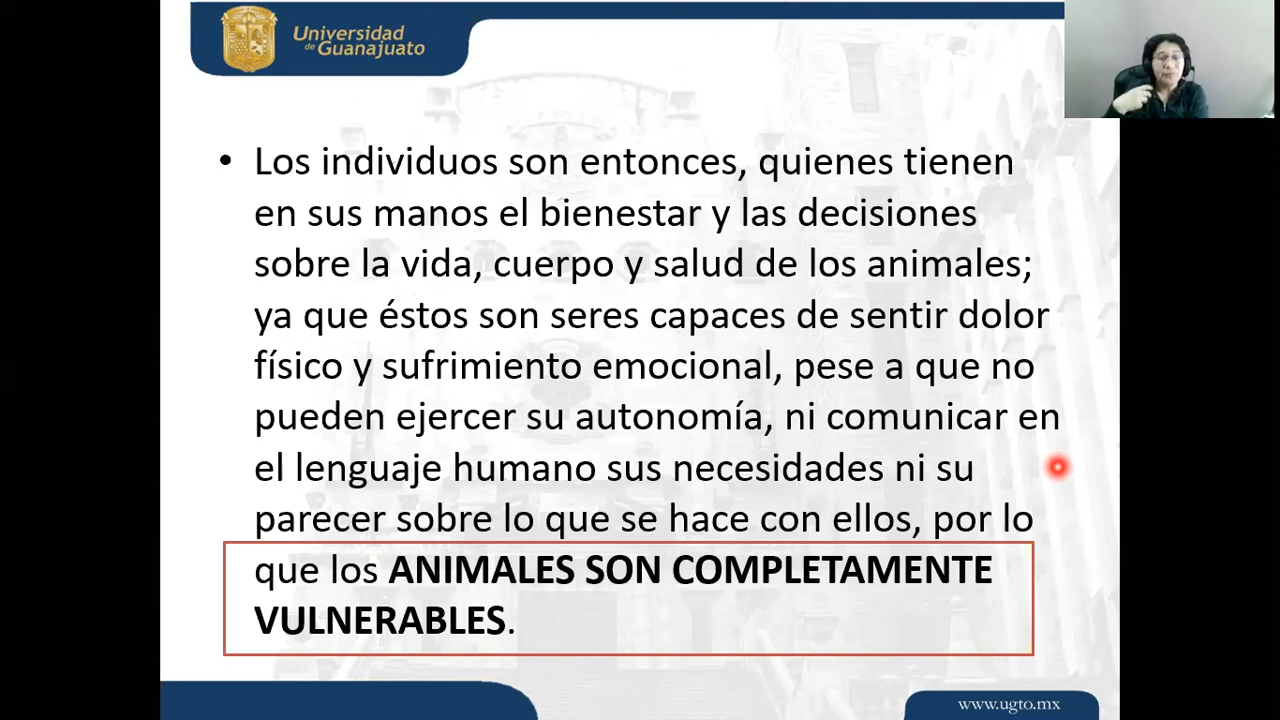 Universidad
de Guanajuato
• Los individuos son entonces, quienes tienen
en sus manos el bienestar y las decisiones
sobre la vida, cuerpo y salud de los animales;
ya que éstos son seres capaces de sentir dolor
físico y sufrimiento emocional, pese a que no
pueden ejercer su autonomía, ni comunicar en
el lenguaje humano sus necesidades ni su
parecer sobre lo que se hace con ellos, por lo
que los ANIMALES SON COMPLETAMENTE
VULNERABLES.
www.ugto.mx